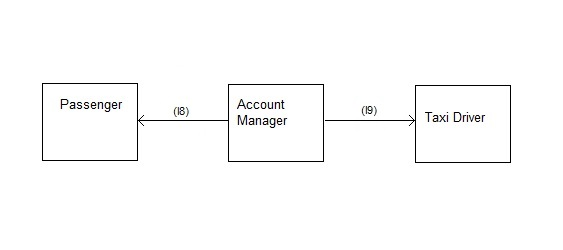 Passenger
(I8)
Account
Manager
(I9)
Taxi Driver